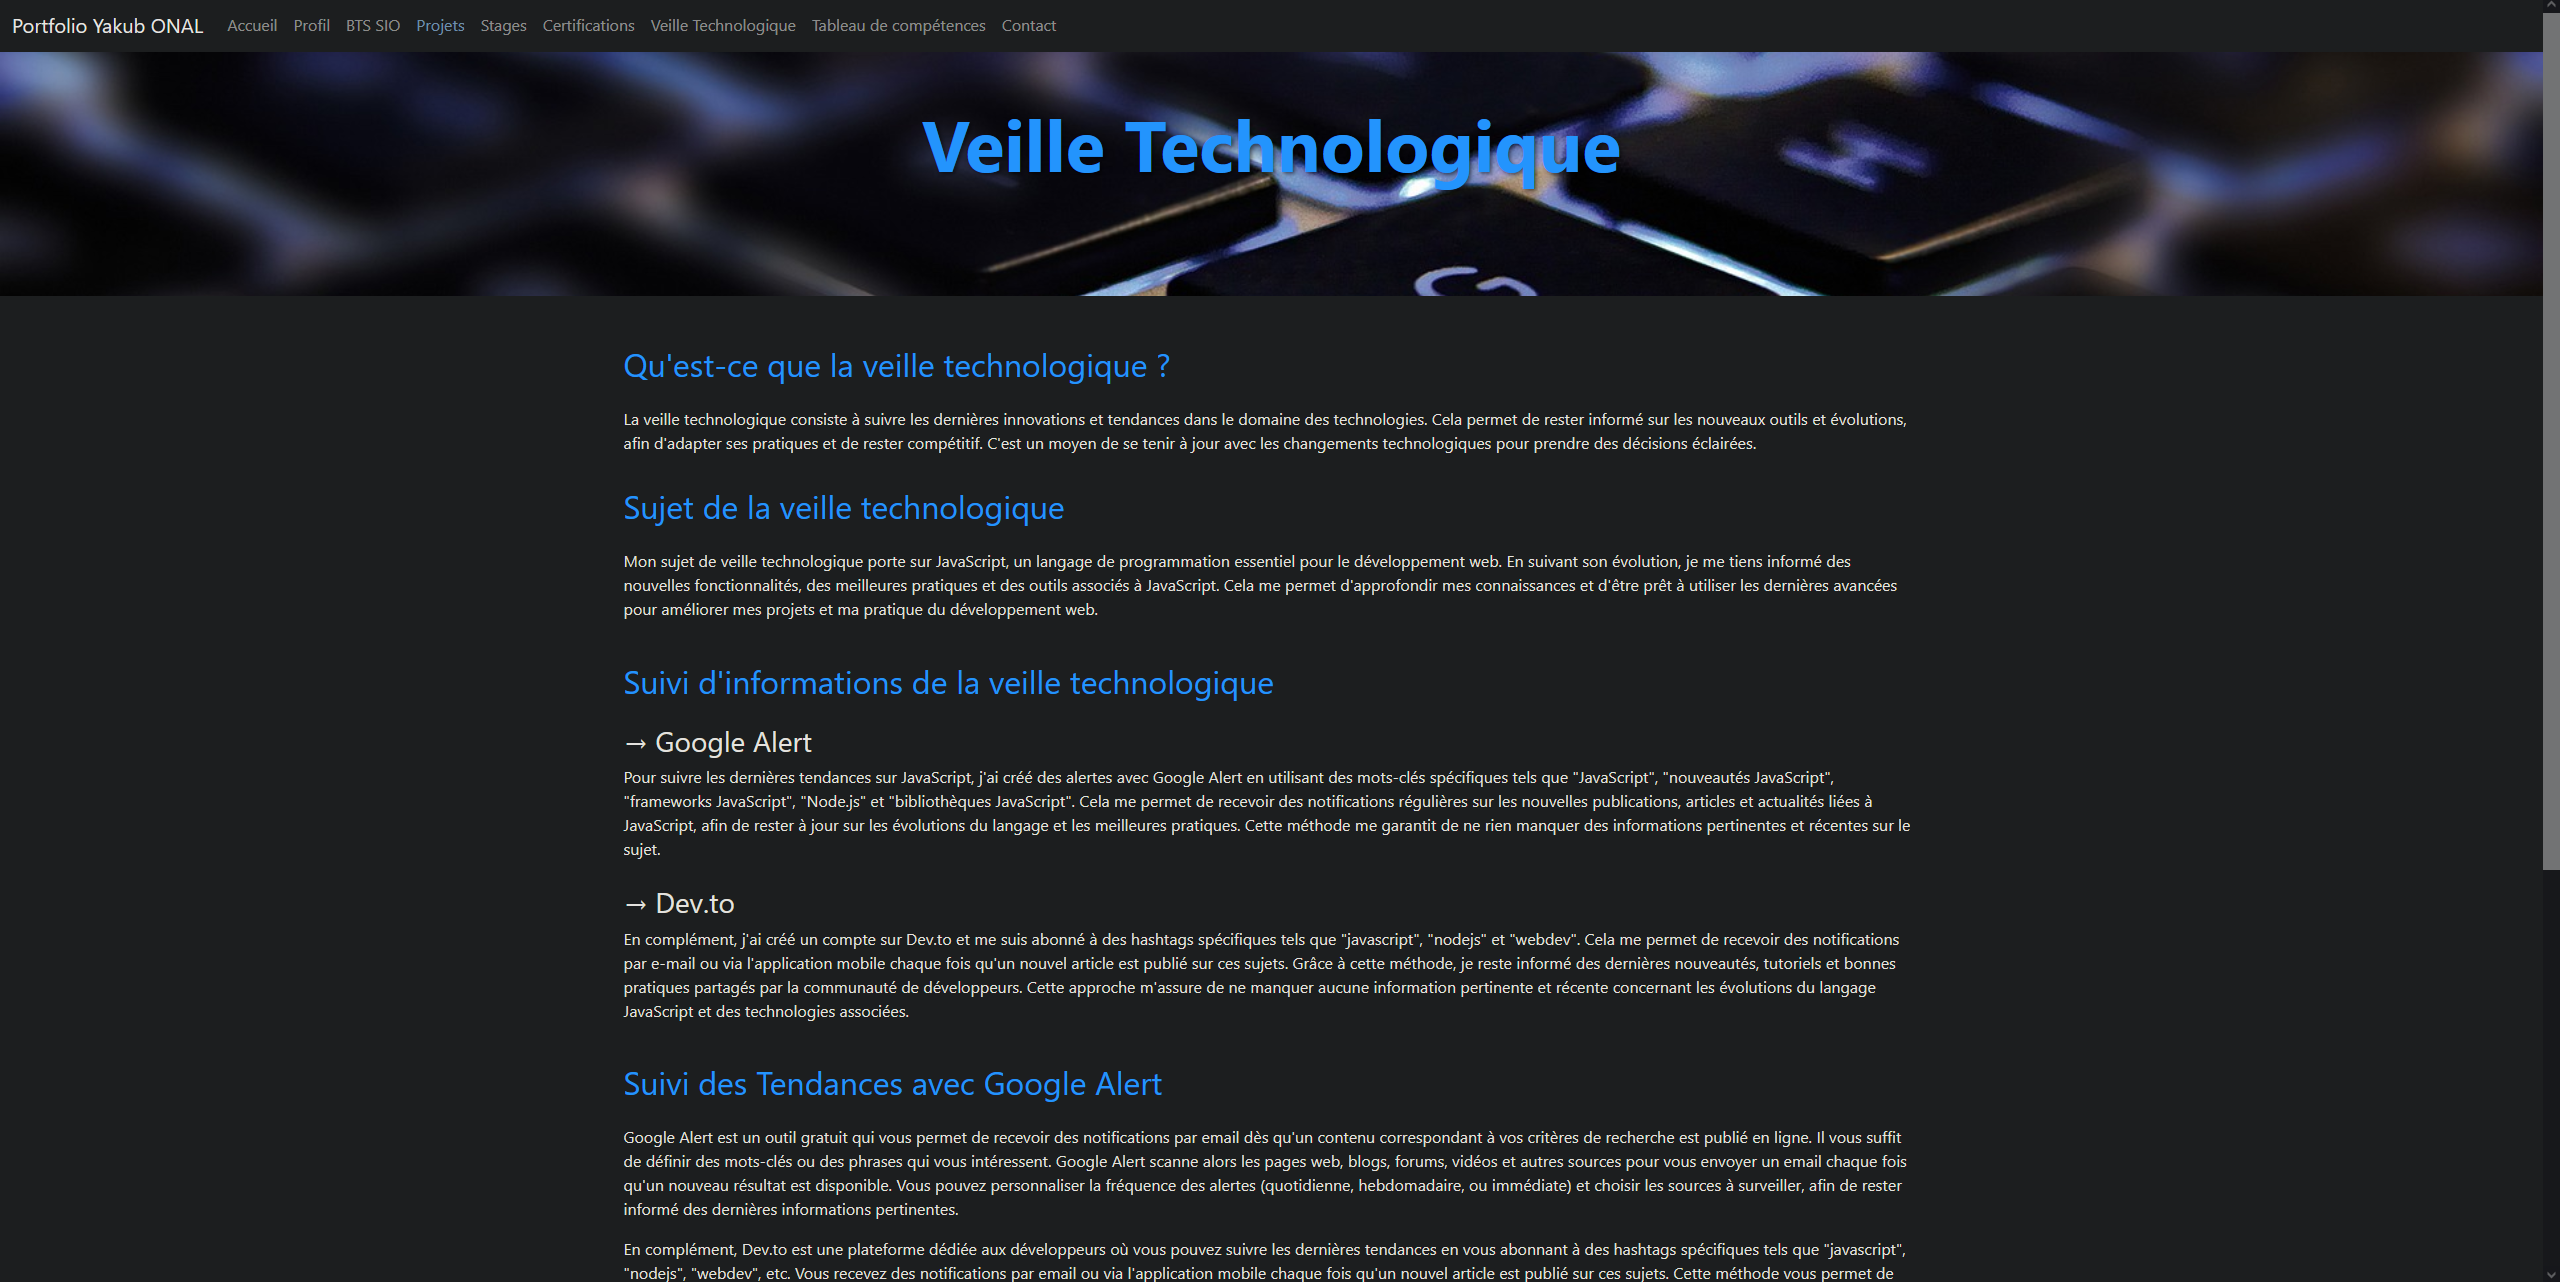 Portfolio Yakub ONAL Accueil Profil BTS SIO Projets Stages Certifications Veille Technologique Tableau de compétences Contact
Veille Technologique
Qu'est-ce que la veille technologique ?
La veille technologique consiste à suivre les dernières innovations et tendances dans le domaine des technologies. Cela permet de rester informé sur les nouveaux outils et évolutions,
afin d'adapter ses pratiques et de rester compétitif. C'est un moyen de se tenir à jour avec les changements technologiques pour prendre des décisions éclairées.
Sujet de la veille technologique
Mon sujet de veille technologique porte sur JavaScript, un langage de programmation essentiel pour le développement web. En suivant son évolution, je me tiens informé des
nouvelles fonctionnalités, des meilleures pratiques et des outils associés à JavaScript. Cela me permet d'approfondir mes connaissances et d'être prêt à utiliser les dernières avancées
pour améliorer mes projets et ma pratique du développement web.
Suivi d'informations de la veille technologique
→ Google Alert
Pour suivre les dernières tendances sur JavaScript, j'ai créé des alertes avec Google Alert en utilisant des mots-clés spécifiques tels que "JavaScript", "nouveautés JavaScript",
"frameworks JavaScript", "Node.js" et "bibliothèques JavaScript". Cela me permet de recevoir des notifications régulières sur les nouvelles publications, articles et actualités liées à
JavaScript, afin de rester à jour sur les évolutions du langage et les meilleures pratiques. Cette méthode me garantit de ne rien manquer des informations pertinentes et récentes sur le
sujet.
→ Dev.to
En complément, j'ai créé un compte sur Dev.to et me suis abonné à des hashtags spécifiques tels que "javascript", "nodejs" et "webdev". Cela me permet de recevoir des notifications
par e-mail ou via l'application mobile chaque fois qu'un nouvel article est publié sur ces sujets. Grâce à cette méthode, je reste informé des dernières nouveautés, tutoriels et bonnes
pratiques partagés par la communauté de développeurs. Cette approche m'assure de ne manquer aucune information pertinente et récente concernant les évolutions du langage
JavaScript et des technologies associées.
Suivi des Tendances avec Google Alert
Google Alert est un outil gratuit qui vous permet de recevoir des notifications par email dès qu'un contenu correspondant à vos critères de recherche est publié en ligne. Il vous suffit
de définir des mots-clés ou des phrases qui vous intéressent. Google Alert scanne alors les pages web, blogs, forums, vidéos et autres sources pour vous envoyer un email chaque fois
qu'un nouveau résultat est disponible. Vous pouvez personnaliser la fréquence des alertes (quotidienne, hebdomadaire, ou immédiate) et choisir les sources à surveiller, afin de rester
informé des dernières informations pertinentes.
En complément, Dev.to est une plateforme dédiée aux développeurs où vous pouvez suivre les dernières tendances en vous abonnant à des hashtags spécifiques tels que "javascript",
"nodejs", "webdev", etc. Vous recevez des notifications par email ou via l'application mobile chaque fois qu'un nouvel article est publié sur ces sujets. Cette méthode vous permet de